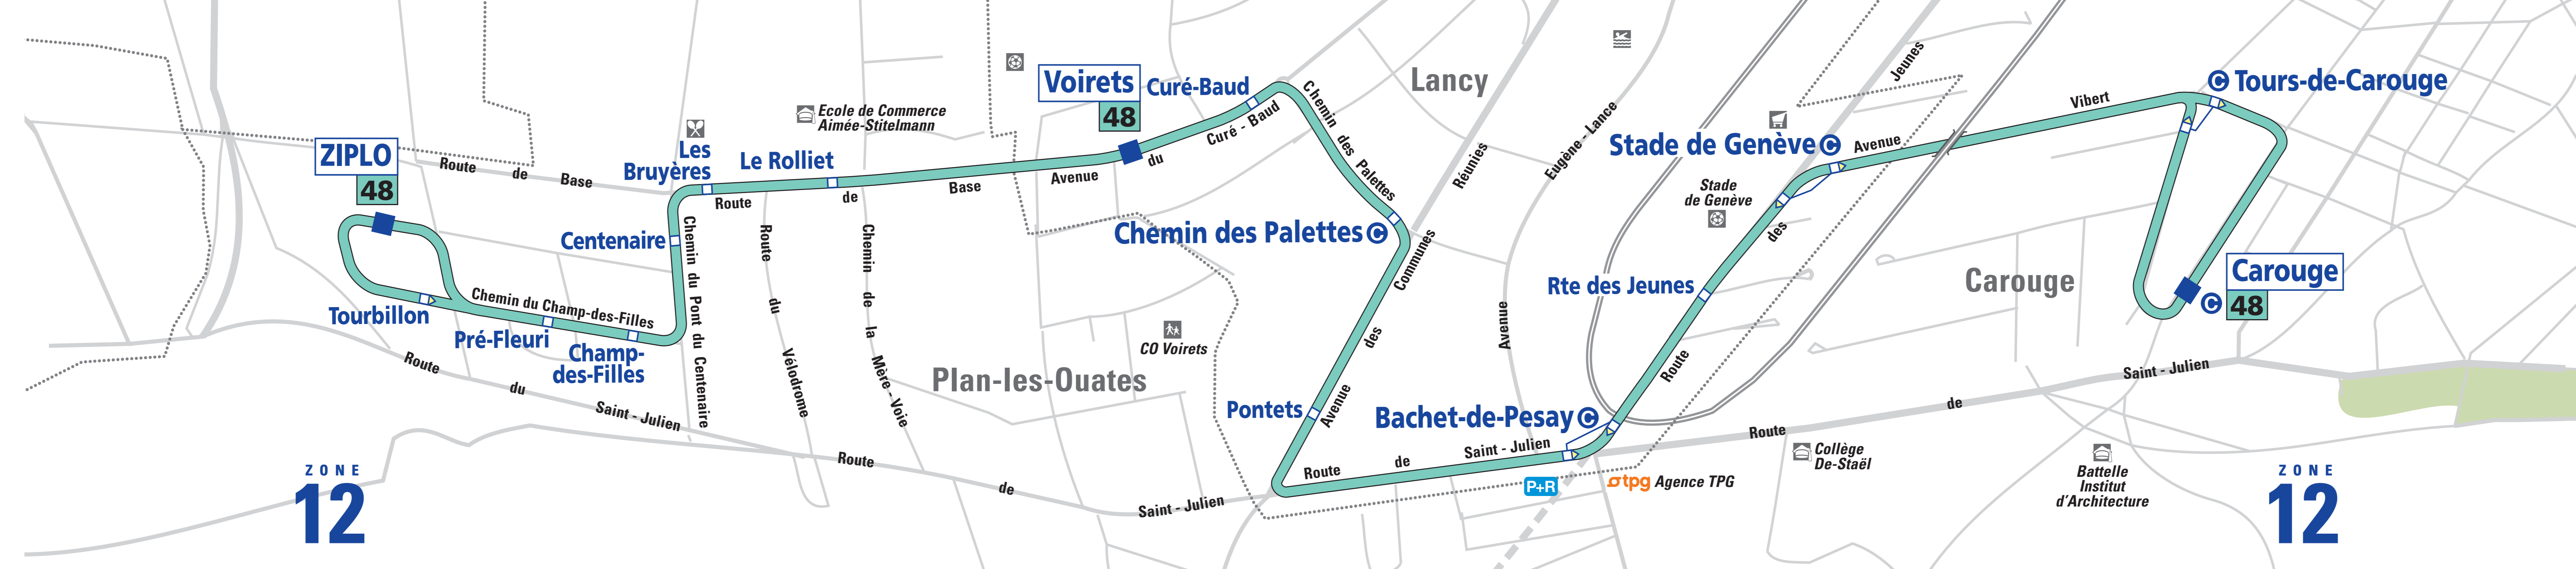 ZIPLO
48
Tourbillon
Pré-Fleuri
Champ-
des-Filles
Chemin du Champ-des-Filles
Centenaire
Chemin du Pont du Centenaire
Les
Bruyères
Route de Base
Le Rolliet
Route de Base
Ecole de Commerce
Aimée-Stitelmann
Route du Vélodrome
Chemin de la Mère-Voie
Route du Saint-Julien
Route de Saint-Julien
ZONE
12
Plan-les-Ouates
Voirets
48
Avenue du Curé-Baud
Curé-Baud
Chemin des Palettes
Chemin des Palettes C
CO Voirets
Lancy
Avenue des Communes Réunies
Pontets
Route de Saint-Julien
Avenue Eugène-Lance
Bachet-de-Pesay C
P+R
tpg Agence TPG
Rte des Jeunes
Route des Jeunes
Stade de Genève C
Stade
de Genève
Avenue Vibert
C Tours-de-Carouge
Carouge
Carouge
C 48
Route de Saint-Julien
Collège
De-Staël
Battelle
Institut
d'Architecture
ZONE
12